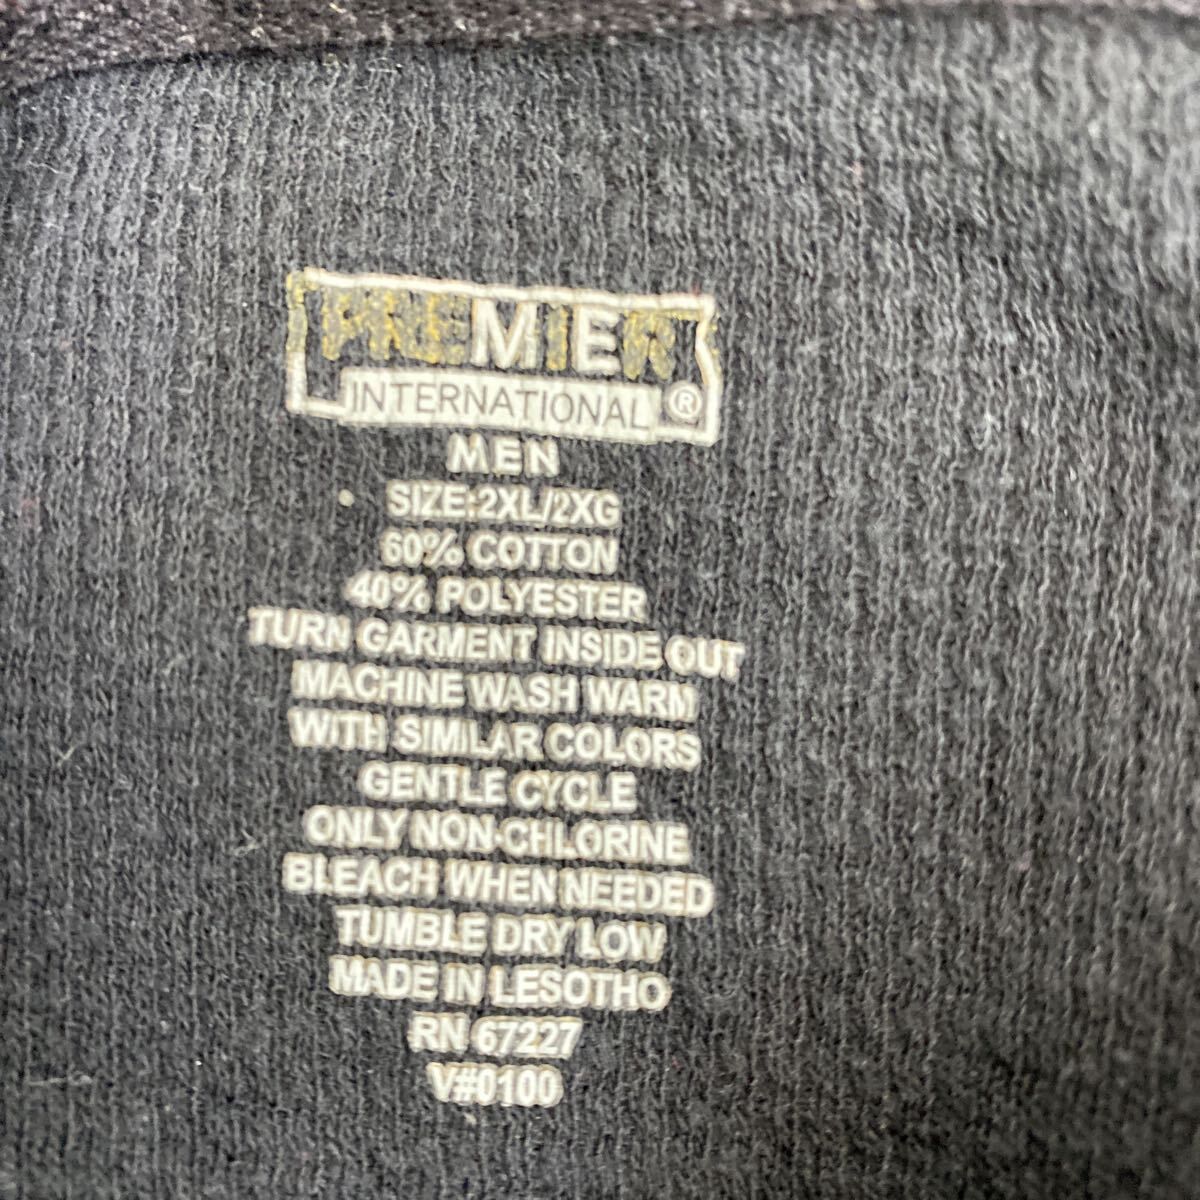 PREMIER
INTERNATIONAL ®
MEN
SIZE:2XL/2XG
60% COTTON
40% POLYESTER
TURN GARMENT INSIDE OUT
MACHINE WASH WARM
WITH SIMILAR COLORS
GENTLE CYCLE
ONLY NON-CHLORINE
BLEACH WHEN NEEDED
TUMBLE DRY LOW
MADE IN LESOTHO
RN 67227
V#0100